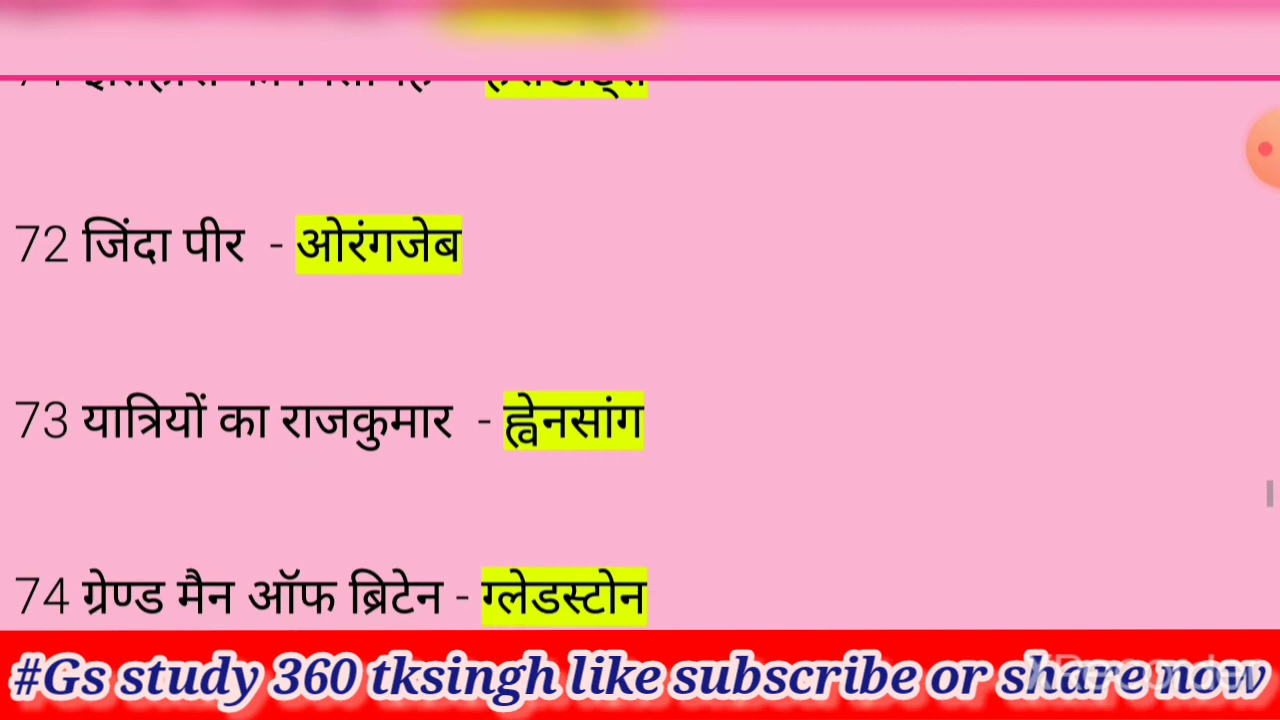 72 जिंदा पीर - ओरंगजेब
73 यात्रियों का राजकुमार - ह्वेनसांग
74 ग्रेण्ड मैन ऑफ ब्रिटेन - ग्लेडस्टोन
#Gs study 360 tksingh like subscribe or share now